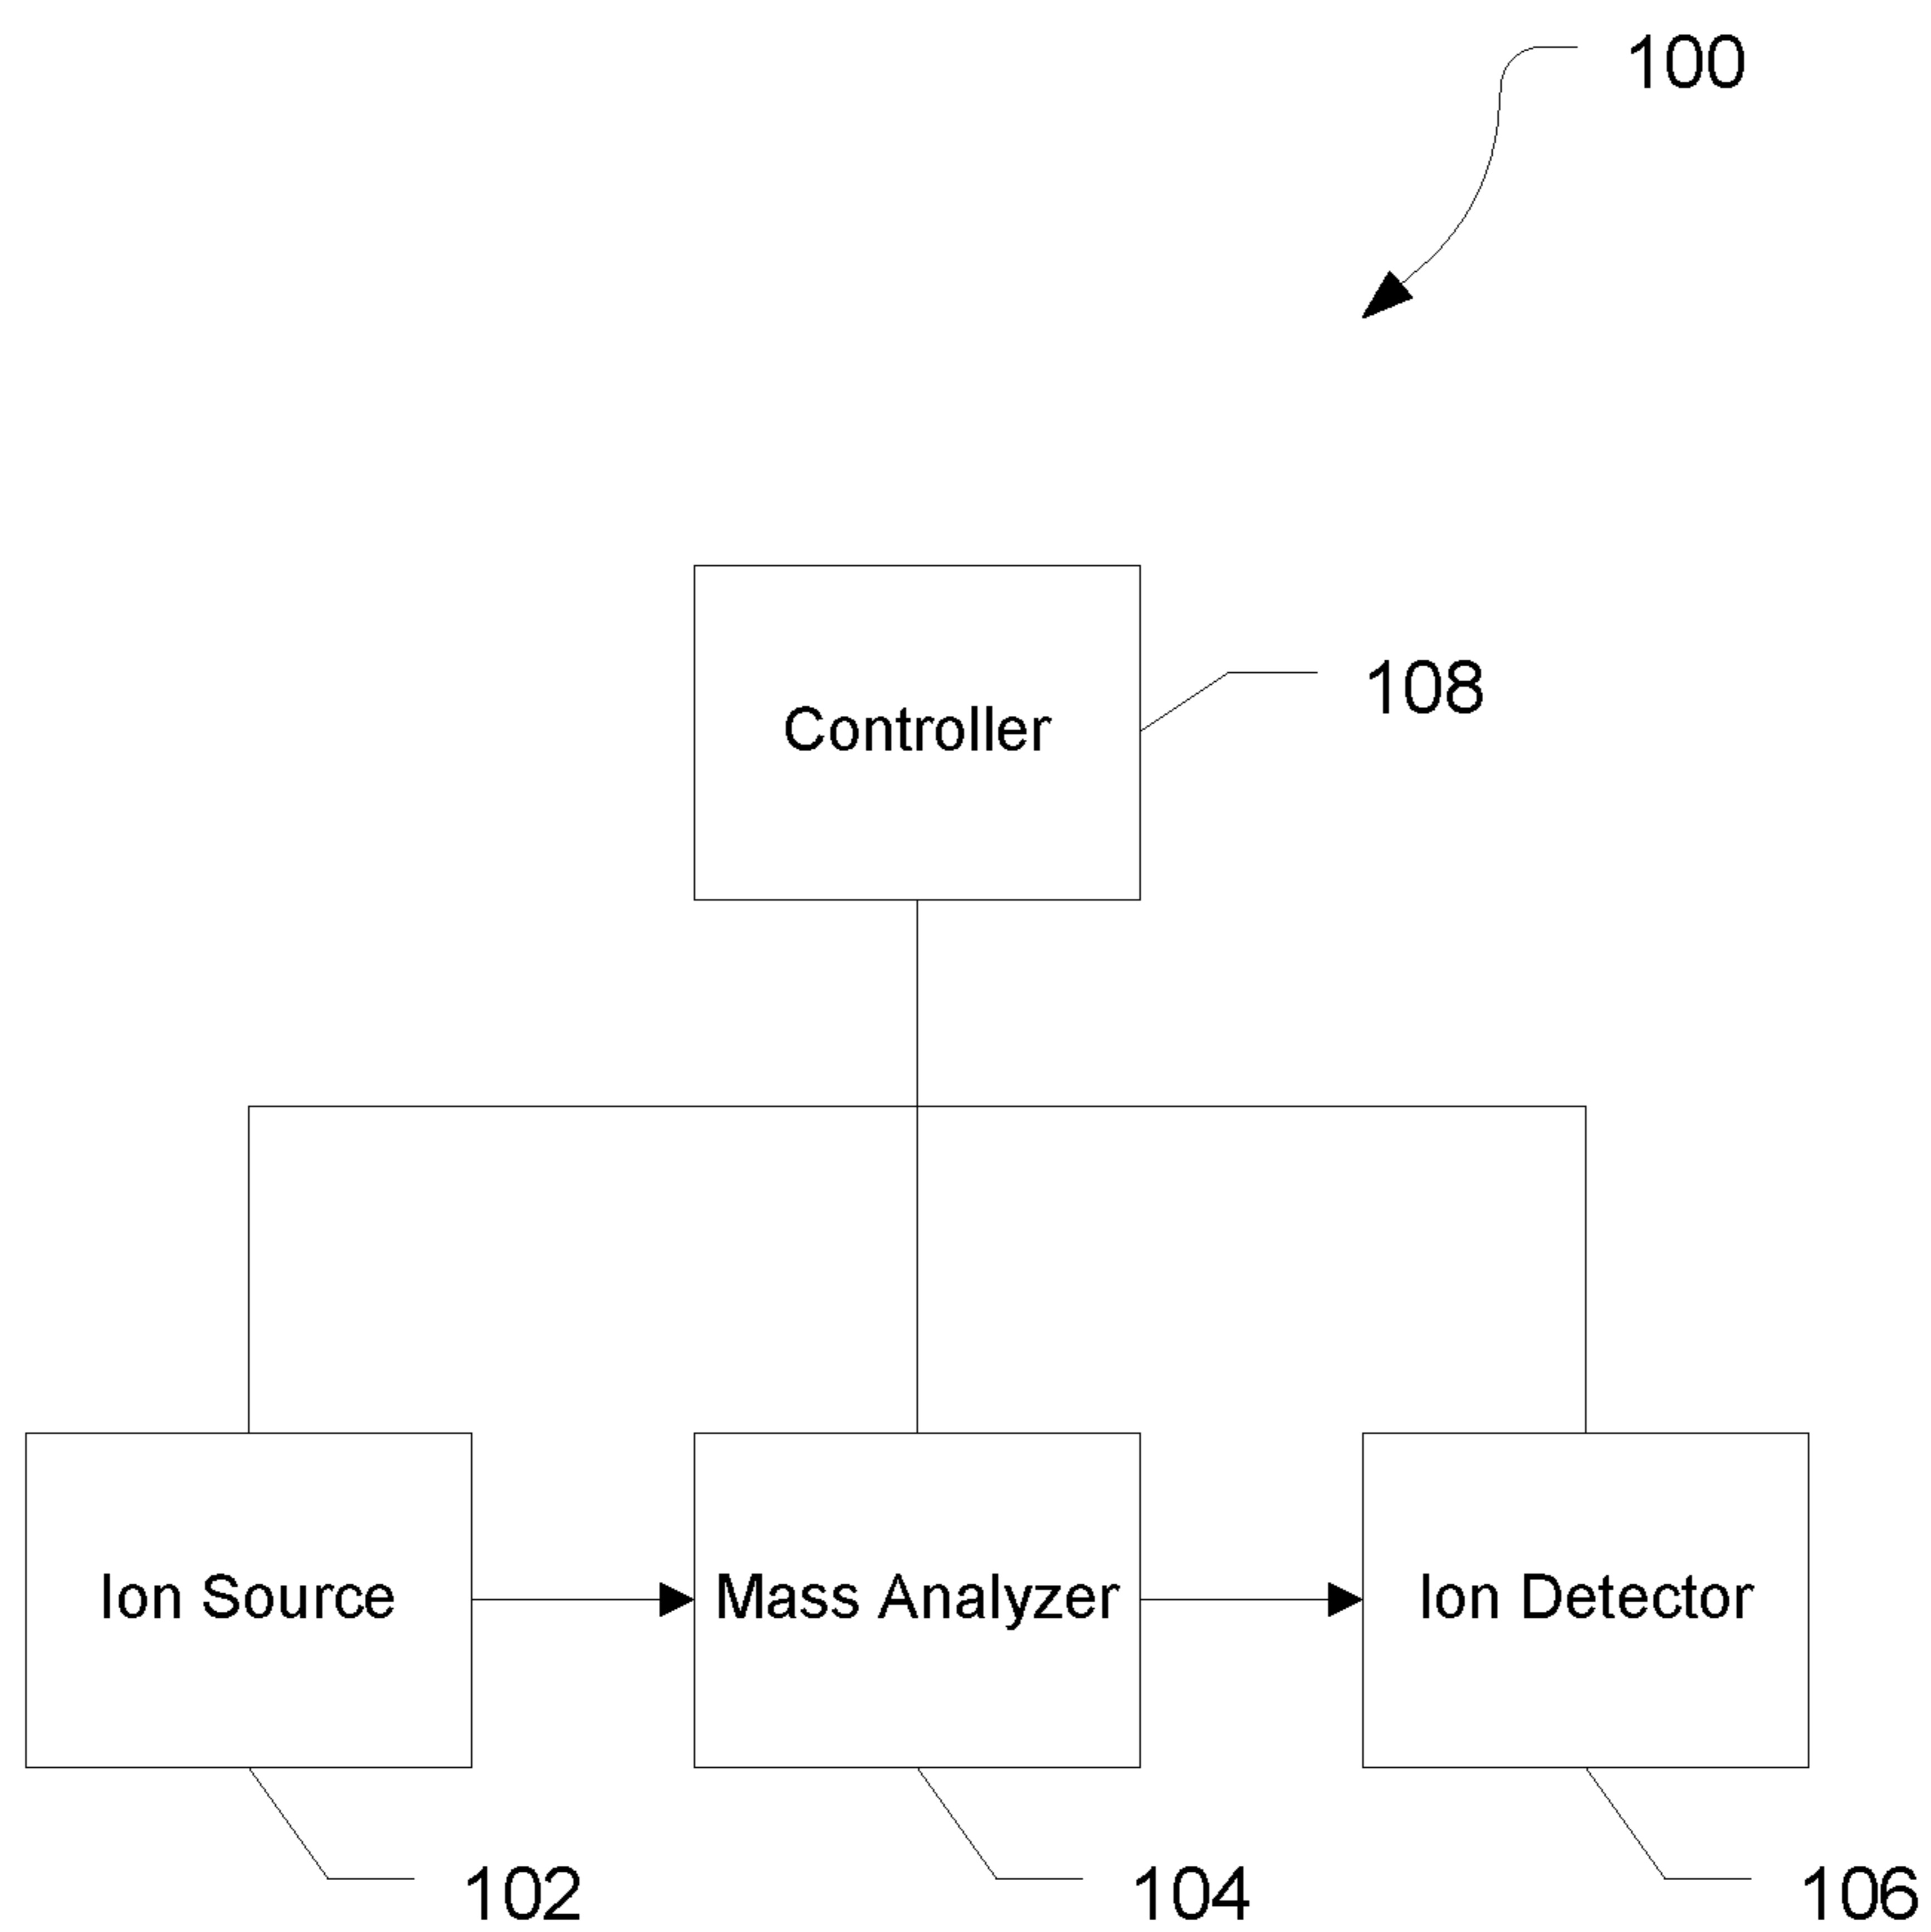 100
Controller
108
Ion Source
Mass Analyzer
Ion Detector
102
104
106